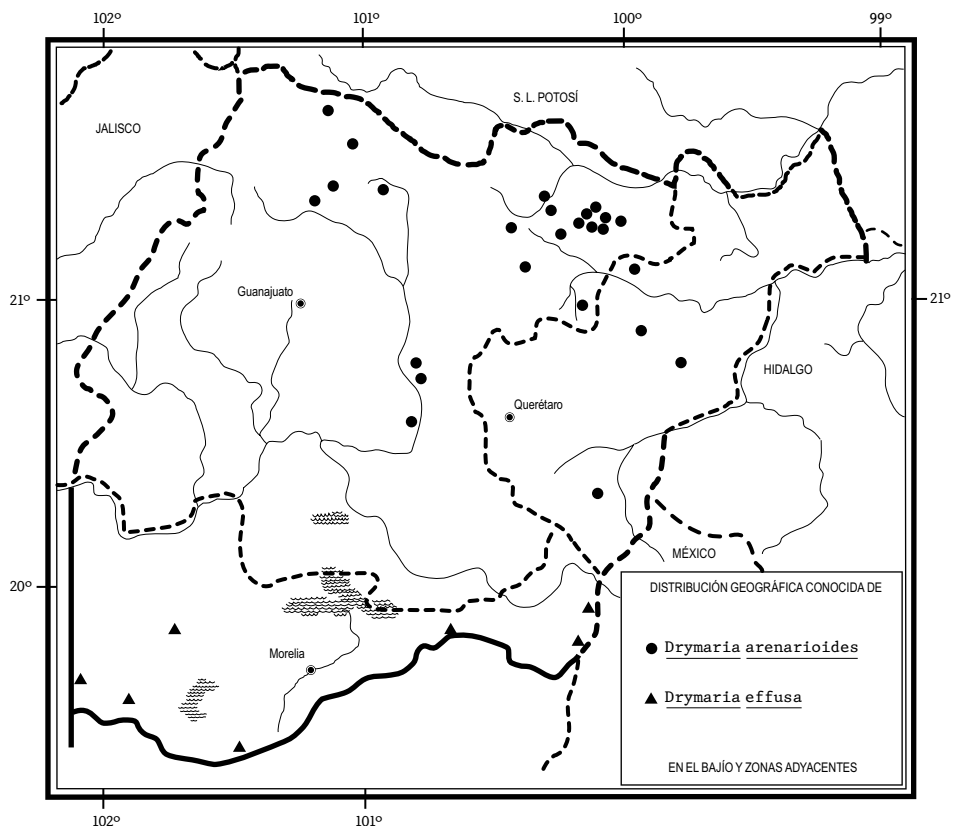 102º 101º 100º 99º
S. L. POTOSÍ
JALISCO
Guanajuato
21º 21º
HIDALGO
Querétaro
MÉXICO
20º
DISTRIBUCIÓN GEOGRÁFICA CONOCIDA DE
Drymaria arenarioides
Morelia
Drymaria effusa
EN EL BAJÍO Y ZONAS ADYACENTES
102º 101º